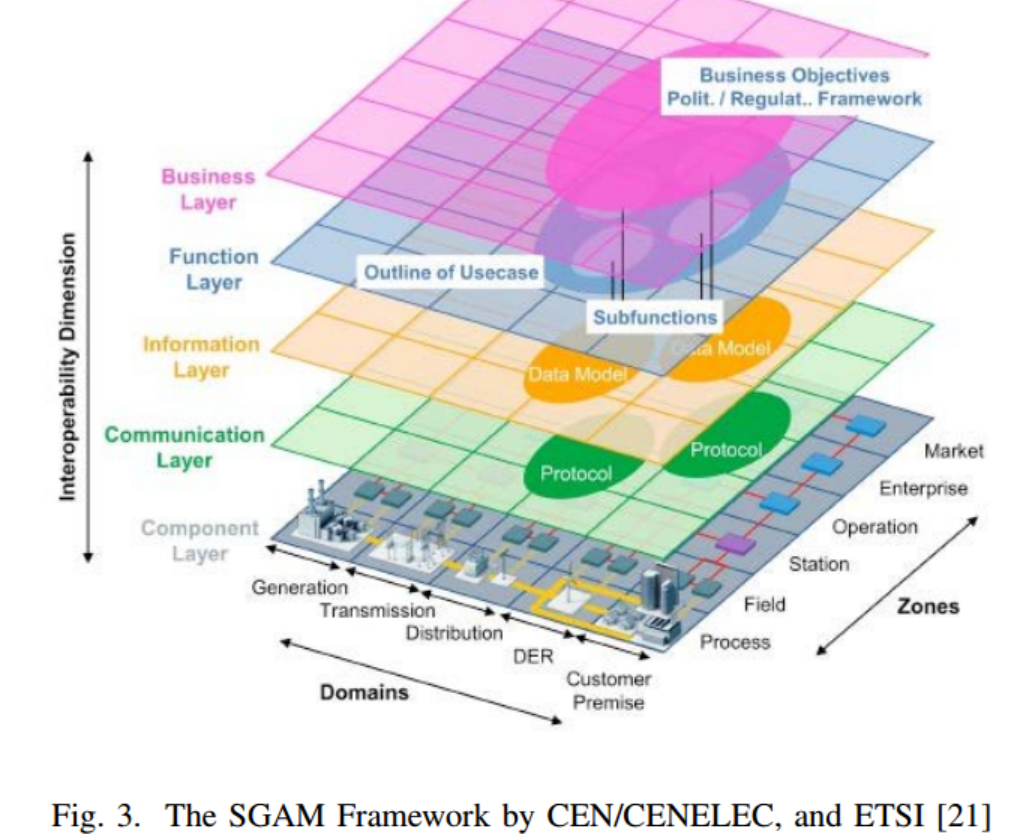 Business Objectives
Polit. / Regulat.. Framework
Business
Layer
Function
Layer
Outline of Usecase
Subfunctions
Information
Layer
Data Model
Data Model
Communication
Layer
Protocol
Protocol
Component
Layer
Interoperability Dimension
Market
Enterprise
Operation
Station
Field
Process
Zones
Generation
Transmission
Distribution
DER
Customer
Premise
Domains
Fig. 3. The SGAM Framework by CEN/CENELEC, and ETSI [21]